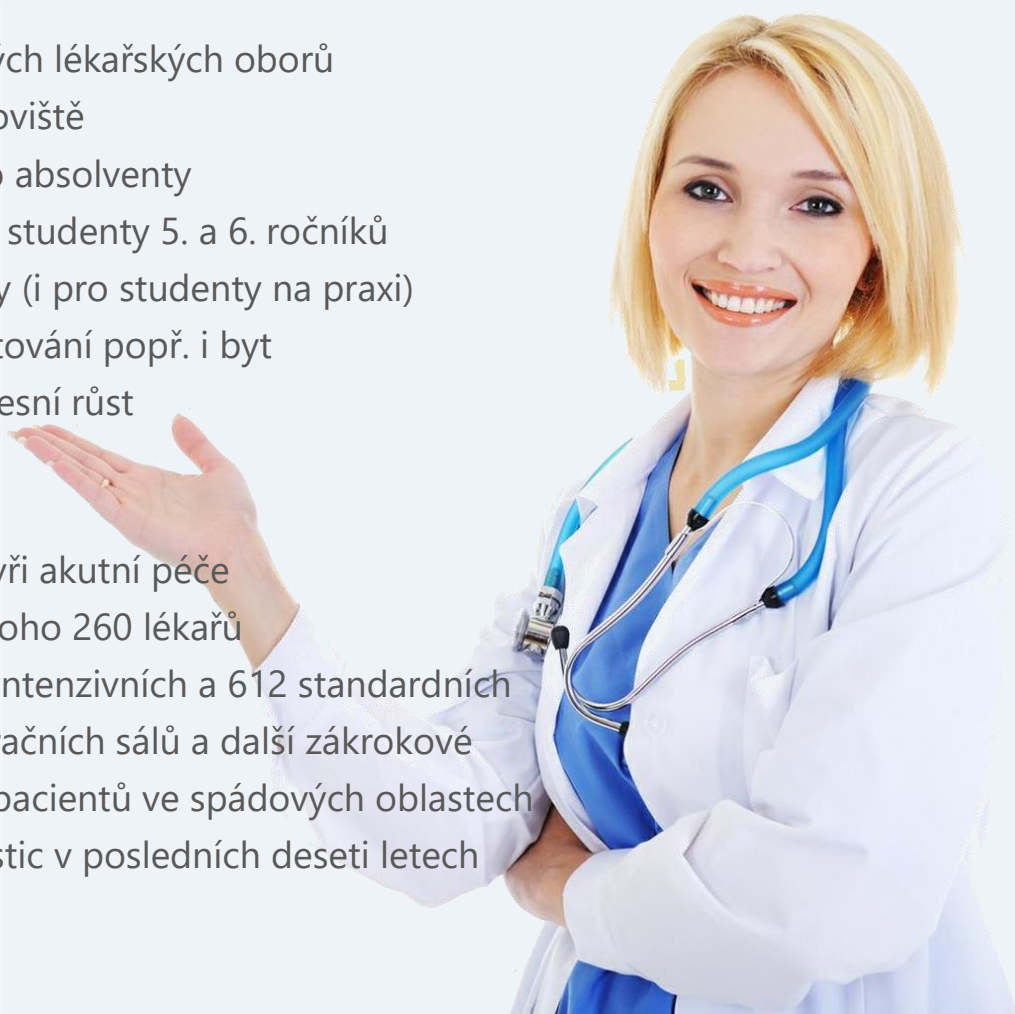 ých lékařských oborů
oviště
o absolventy
studenty 5. a 6. ročníků
y (i pro studenty na praxi)
tování popř. i byt
esní růst
yři akutní péče
oho 260 lékařů
intenzivních a 612 standardních
račních sálů a další zákrokové
pacientů ve spádových oblastech
stic v posledních deseti letech